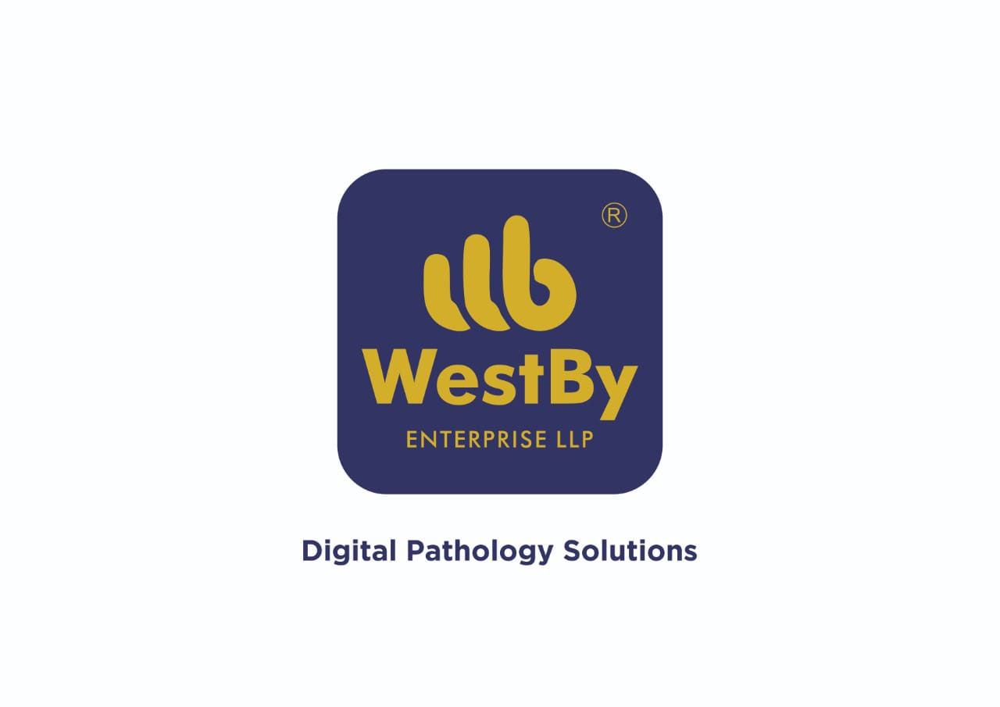 ®
WestBy
ENTERPRISE LLP
Digital Pathology Solutions